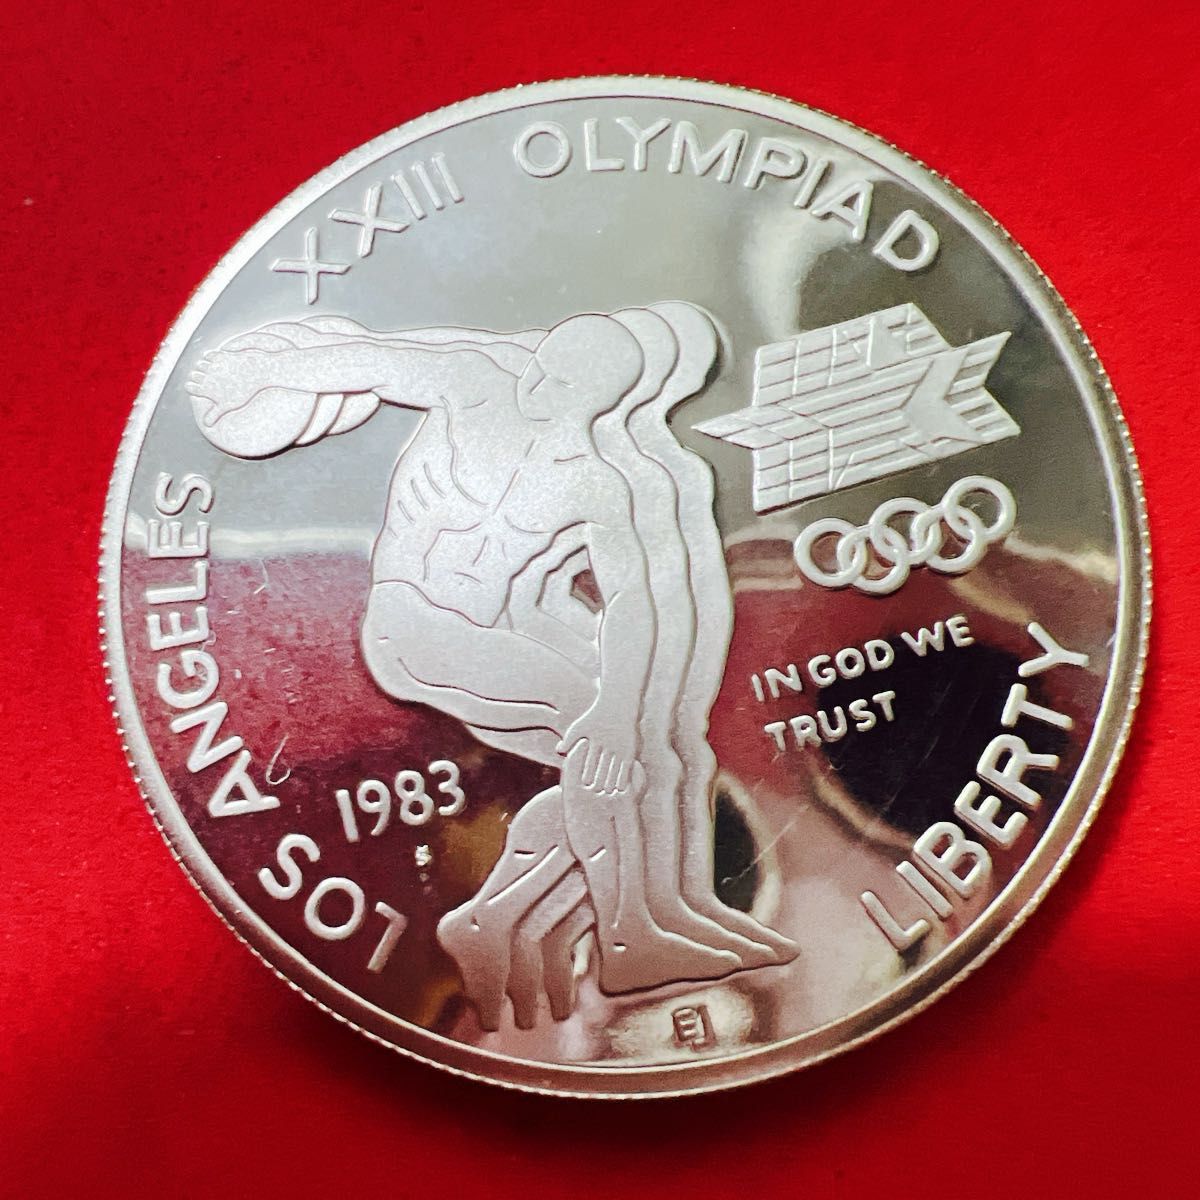 LOS ANGELES XXIII OLYMPIAD
IN GOD WE
TRUST
1983
S
LIBERTY
EJ